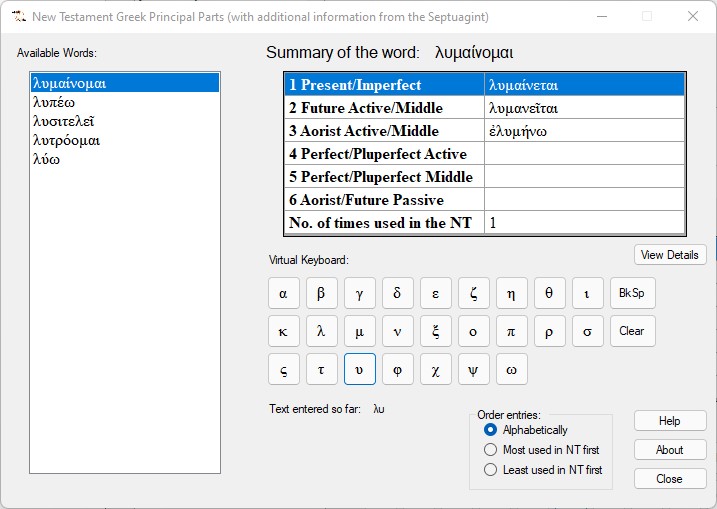 New Testament Greek Principal Parts (with additional information from the Septuagint)
Available Words:
λυμαίνομαι
λυπέω
λυσιτελεῖ
λυτρόομαι
λύω
Summary of the word: λυμαίνομαι
1 Present/Imperfect λυμαίνεται
2 Future Active/Middle λυμανεῖται
3 Aorist Active/Middle ἐλυμήνω
4 Perfect/Pluperfect Active
5 Perfect/Pluperfect Middle
6 Aorist/Future Passive
No. of times used in the NT 1
View Details
Virtual Keyboard:
α β γ δ ε ζ η θ ι BkSp
κ λ μ ν ξ ο π ρ σ Clear
ς τ υ φ χ ψ ω
Text entered so far: λυ
Order entries:
Alphabetically
Most used in NT first
Least used in NT first
Help
About
Close